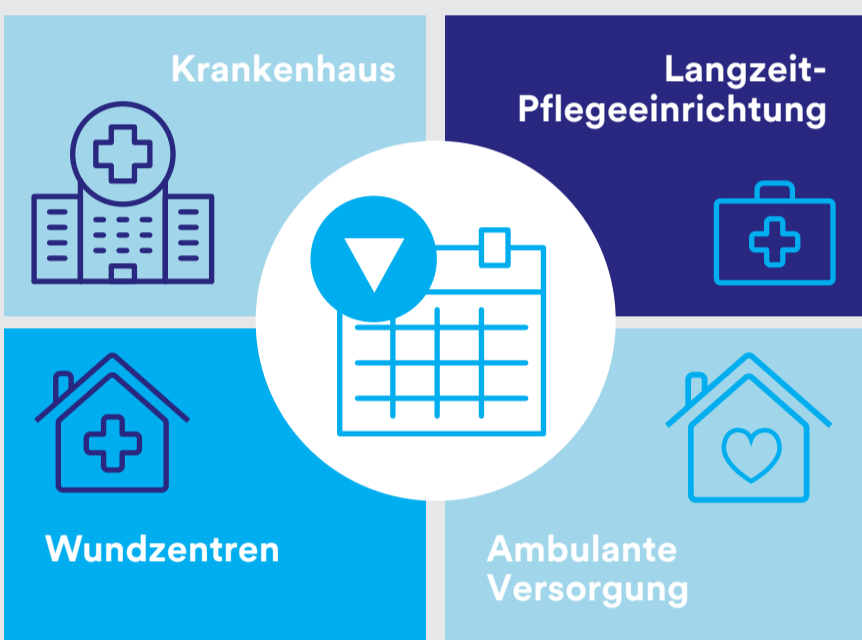 Krankenhaus
Langzeit-
Pflegeeinrichtung
Wundzentren
Ambulante
Versorgung